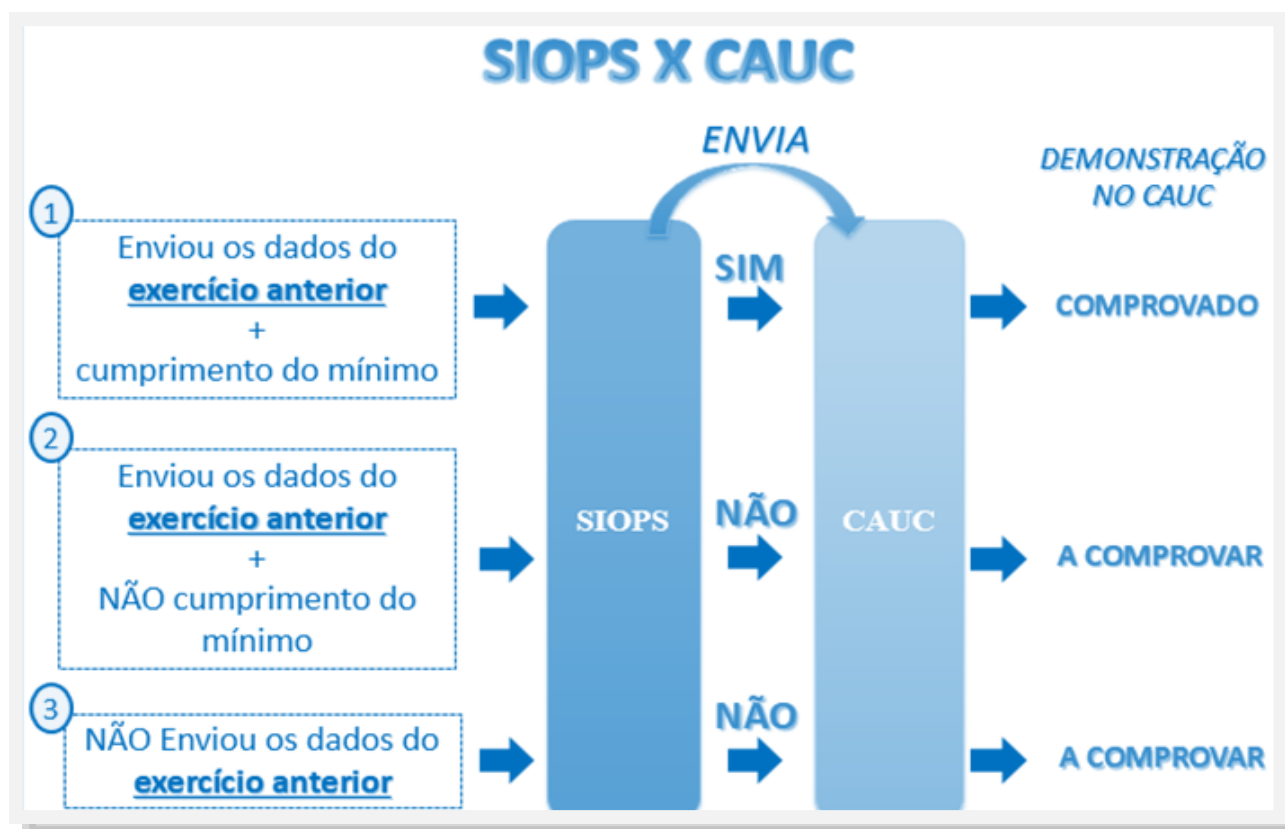 SIOPS X CAUC
ENVIA
DEMONSTRAÇÃO
NO CAUC
1
Enviou os dados do
exercício anterior
+
cumprimento do mínimo
SIM
COMPROVADO
2
Enviou os dados do
exercício anterior
+
NÃO cumprimento do
mínimo
SIOPS
NÃO
CAUC
A COMPROVAR
3
NÃO Enviou os dados do
exercício anterior
NÃO
A COMPROVAR